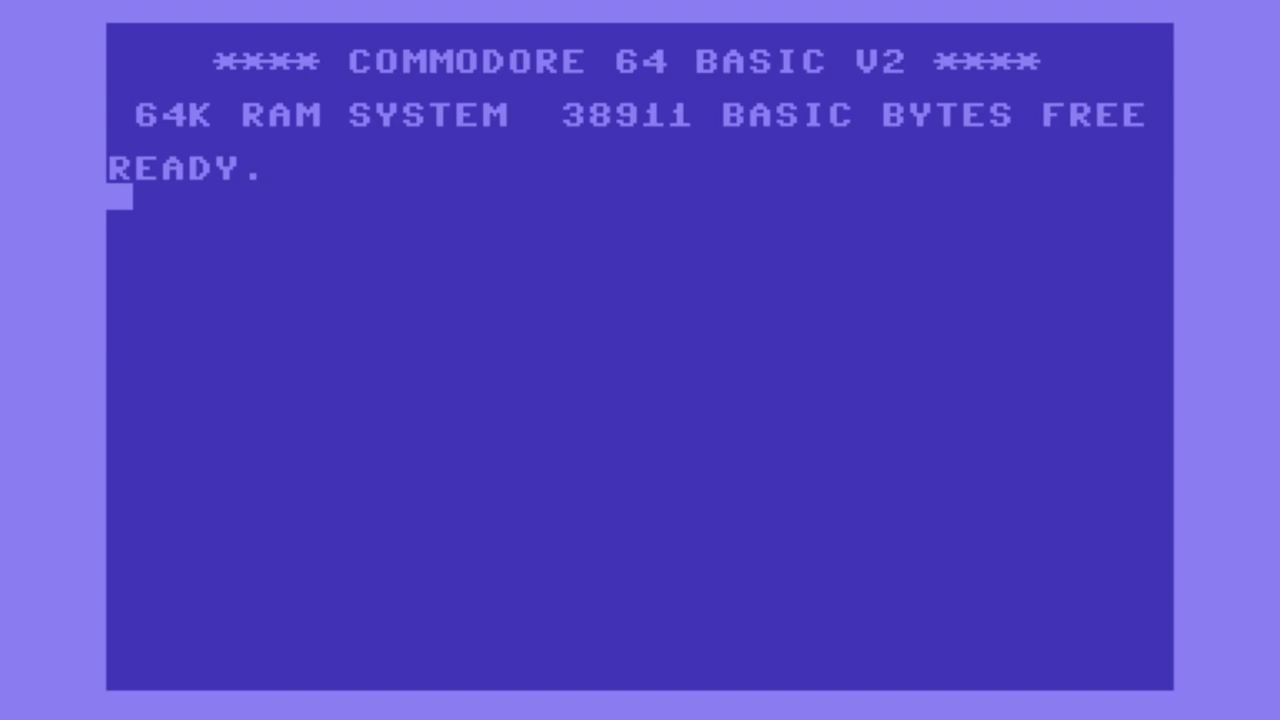 **** COMMODORE 64 BASIC V2 ****
64K RAM SYSTEM  38911 BASIC BYTES FREE
READY.